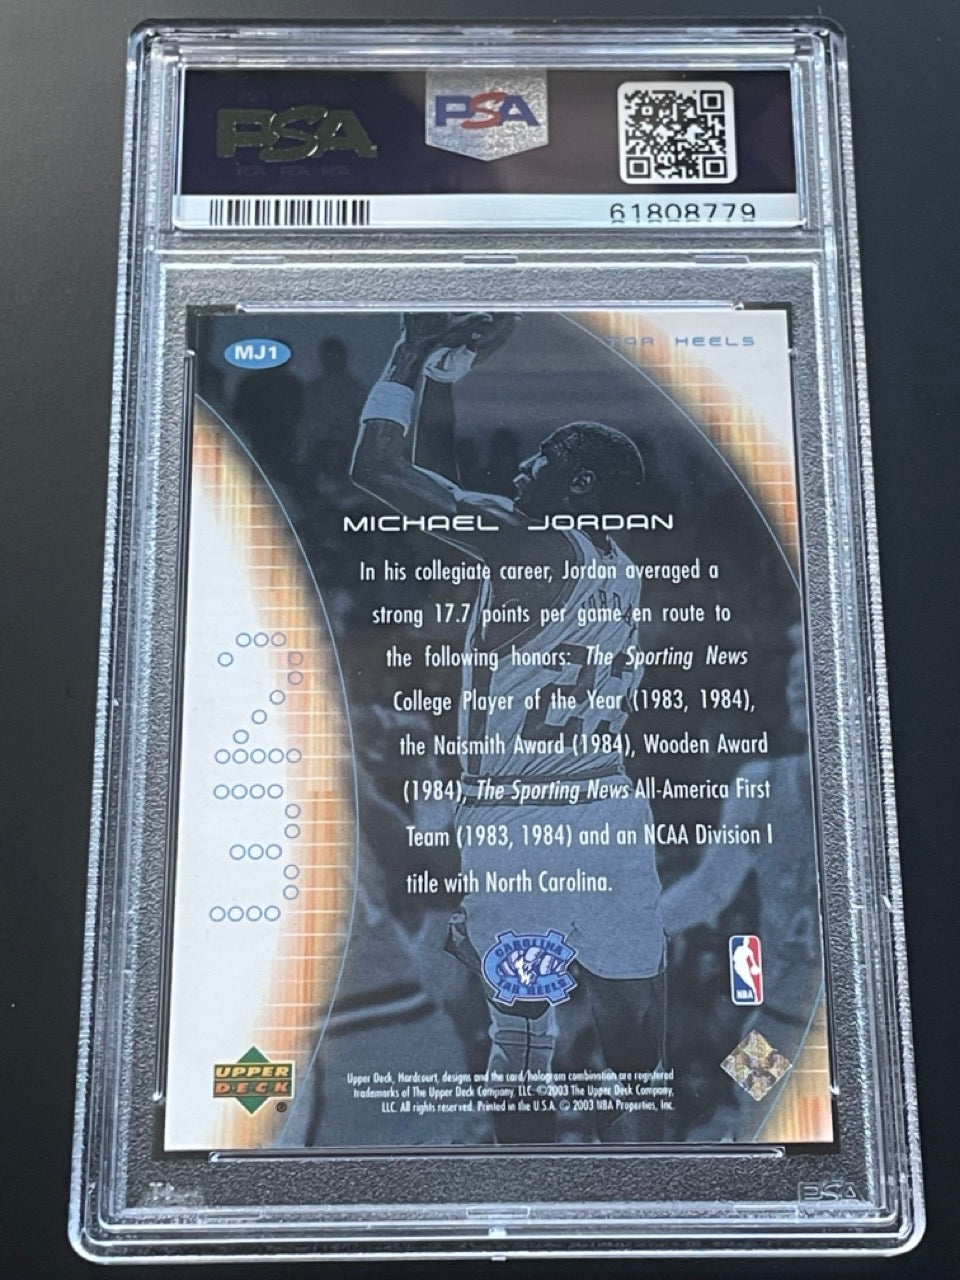 PSA
PSA
61808779
MJ1
TAR HEELS
MICHAEL JORDAN
In his collegiate career, Jordan averaged a
strong 17.7 points per game en route to
the following honors: The Sporting News
College Player of the Year (1983, 1984),
the Naismith Award (1984), Wooden Award
(1984), The Sporting News All-America First
Team (1983, 1984) and an NCAA Division I
title with North Carolina.
CAROLINA
TAR HEELS
NBA
UPPER
DECK
®
Upper Deck, Hardcourt, designs and the card/hologram combination are registered
trademarks of The Upper Deck Company, LLC. ©2003 The Upper Deck Company,
LLC. All rights reserved. Printed in the U.S.A. © 2003 NBA Properties, Inc.
PSA